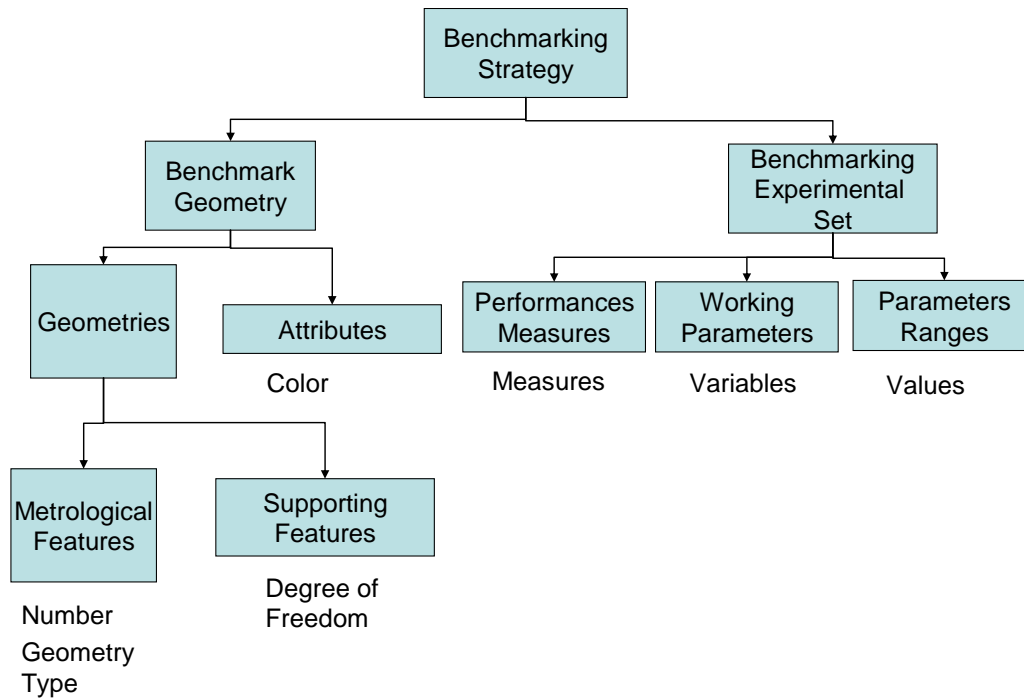 Benchmarking
Strategy
Benchmark
Geometry
Benchmarking
Experimental
Set
Geometries
Attributes
Color
Performances
Measures
Measures
Working
Parameters
Variables
Parameters
Ranges
Values
Metrological
Features
Number
Geometry
Type
Supporting
Features
Degree of
Freedom